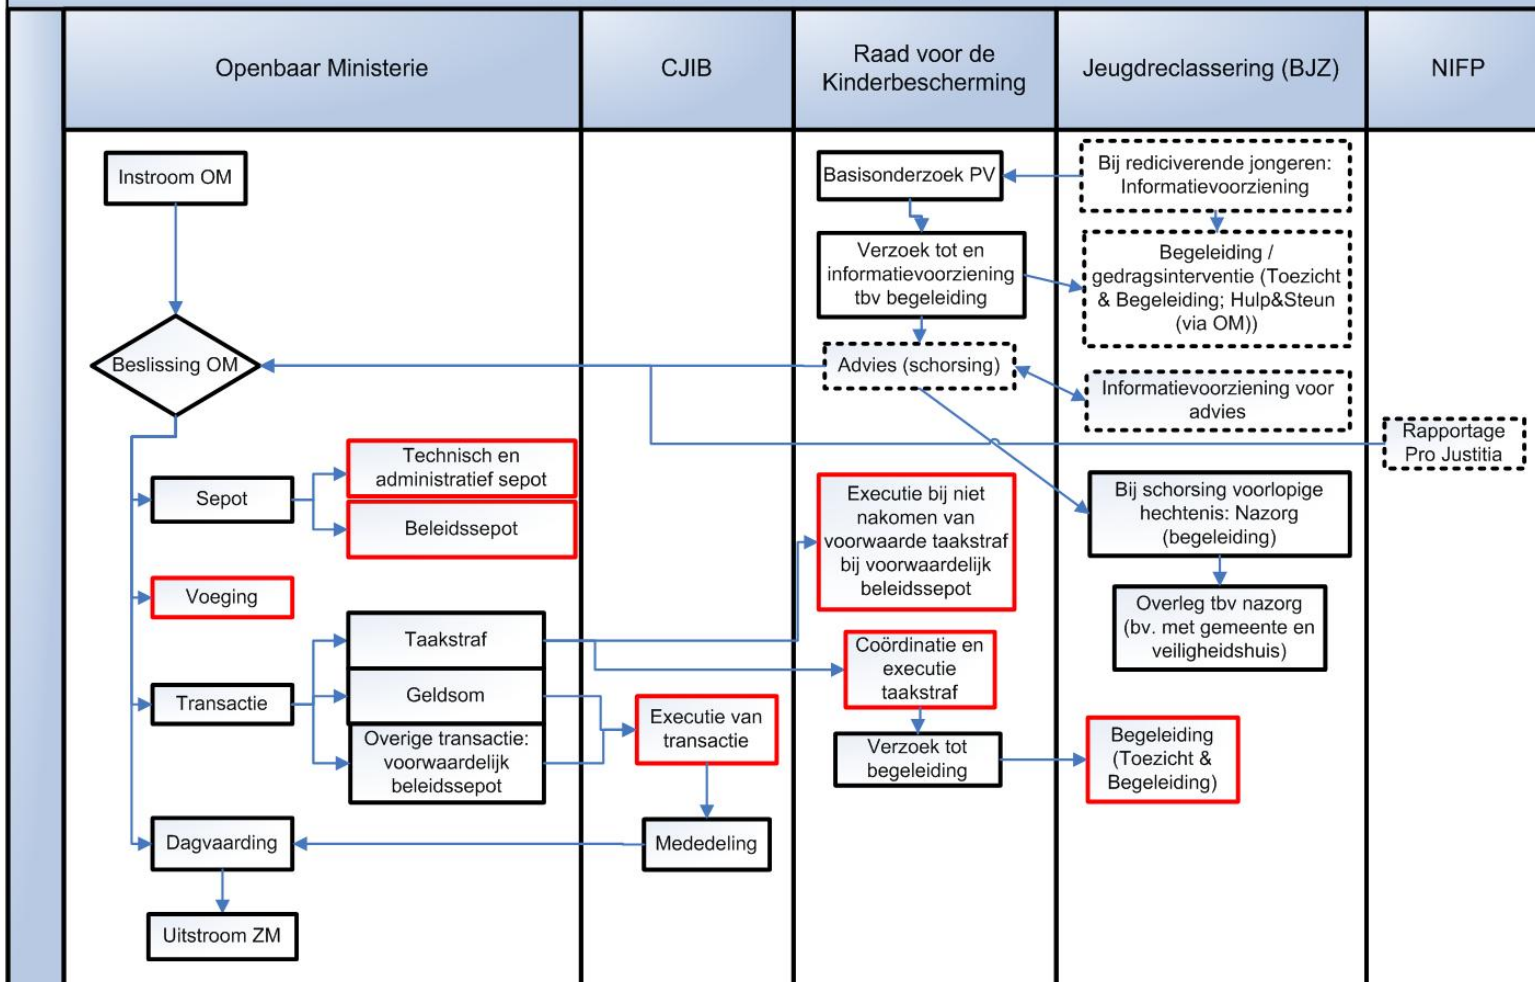 Openbaar Ministerie
CJIB
Raad voor de
Kinderbescherming
Jeugdreclassering (BJZ)
NIFP
Instroom OM
Beslissing OM
Sepot
Technisch en
administratief sepot
Beleidssepot
Voeging
Transactie
Taakstraf
Geldsom
Overige transactie:
voorwaardelijk
beleidssepot
Dagvaarding
Uitstroom ZM
Executie van
transactie
Mededeling
Basisonderzoek PV
Verzoek tot en
informatievoorziening
tbv begeleiding
Advies (schorsing)
Executie bij niet
nakomen van
voorwaarde taakstraf
bij voorwaardelijk
beleidssepot
Coördinatie en
executie
taakstraf
Verzoek tot
begeleiding
Bij rediciverende jongeren:
Informatievoorziening
Begeleiding /
gedragsinterventie (Toezicht
& Begeleiding; Hulp&Steun
(via OM))
Informatievoorziening voor
advies
Bij schorsing voorlopige
hechtenis: Nazorg
(begeleiding)
Overleg tbv nazorg
(bv. met gemeente en
veiligheidshuis)
Begeleiding
(Toezicht &
Begeleiding)
Rapportage
Pro Justitia